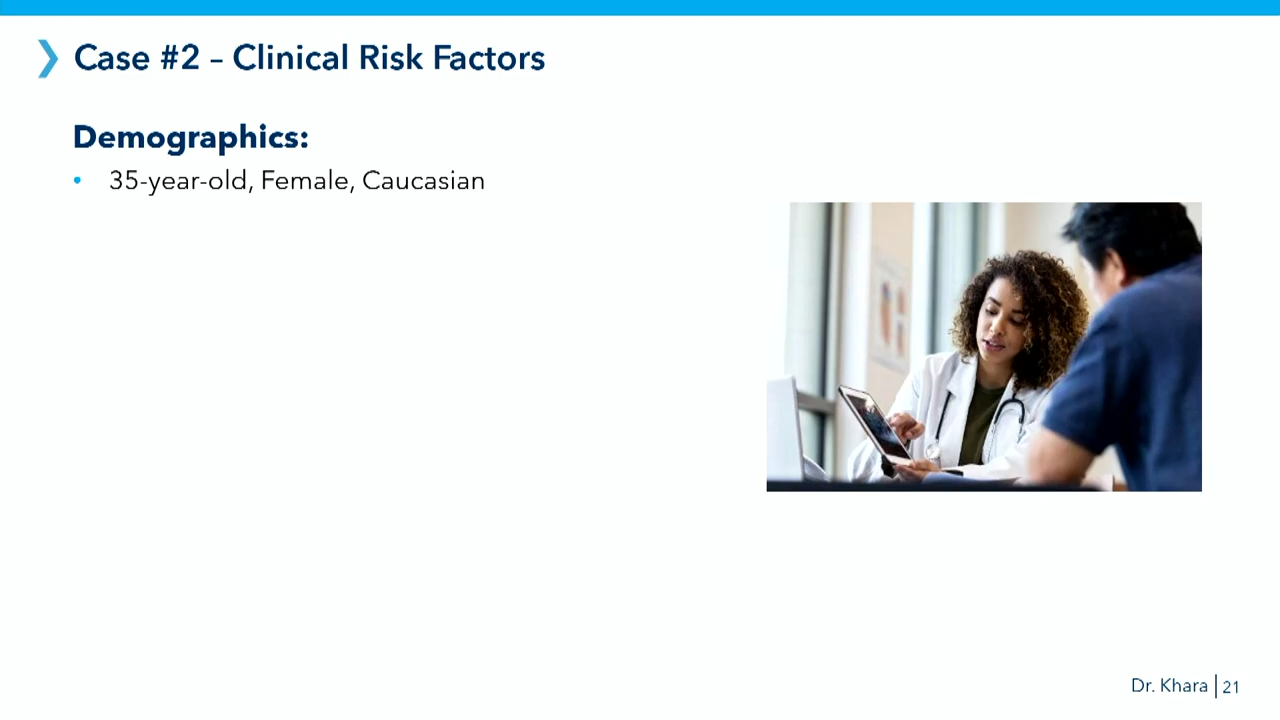 Case #2 – Clinical Risk Factors
Demographics:
• 35-year-old, Female, Caucasian
Dr. Khara | 21